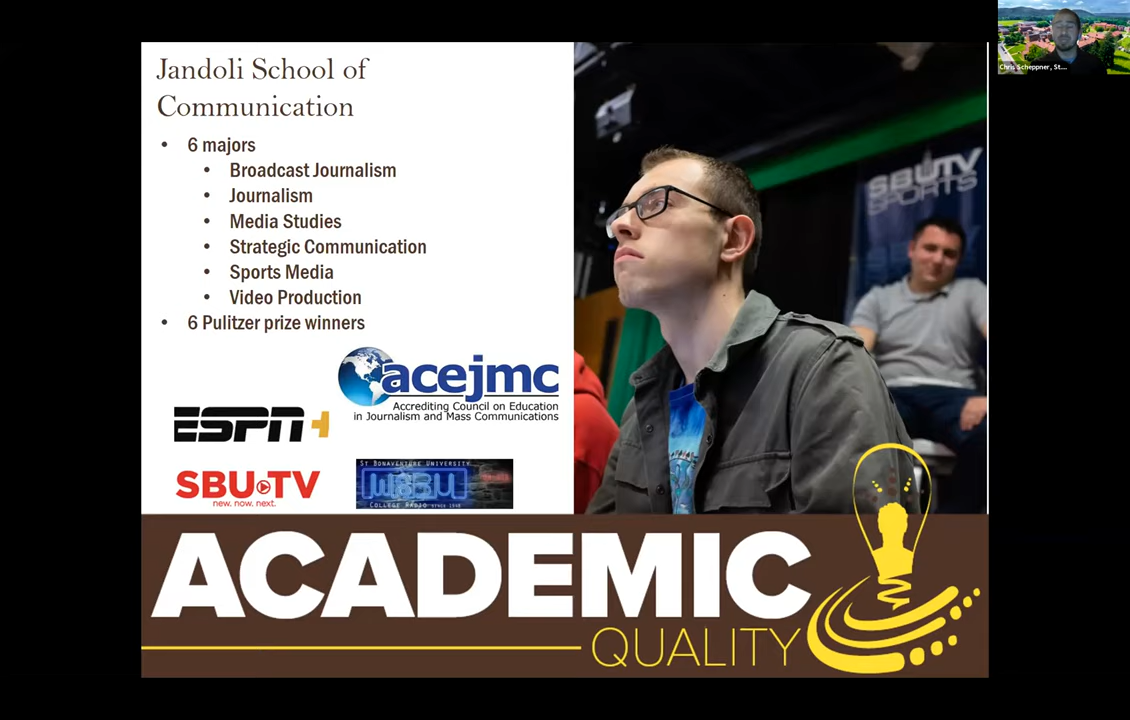 Chris Scheppner, St...
Jandoli School of
Communication
• 6 majors
• Broadcast Journalism
• Journalism
• Media Studies
• Strategic Communication
• Sports Media
• Video Production
• 6 Pulitzer prize winners
SBUTV
SPORTS
acejmc
Accrediting Council on Education
in Journalism and Mass Communications
ESPN+
SBU TV
new. now. next.
ST BONAVENTURE UNIVERSITY
WSBU
COLLEGE RADIO
ACADEMIC
QUALITY